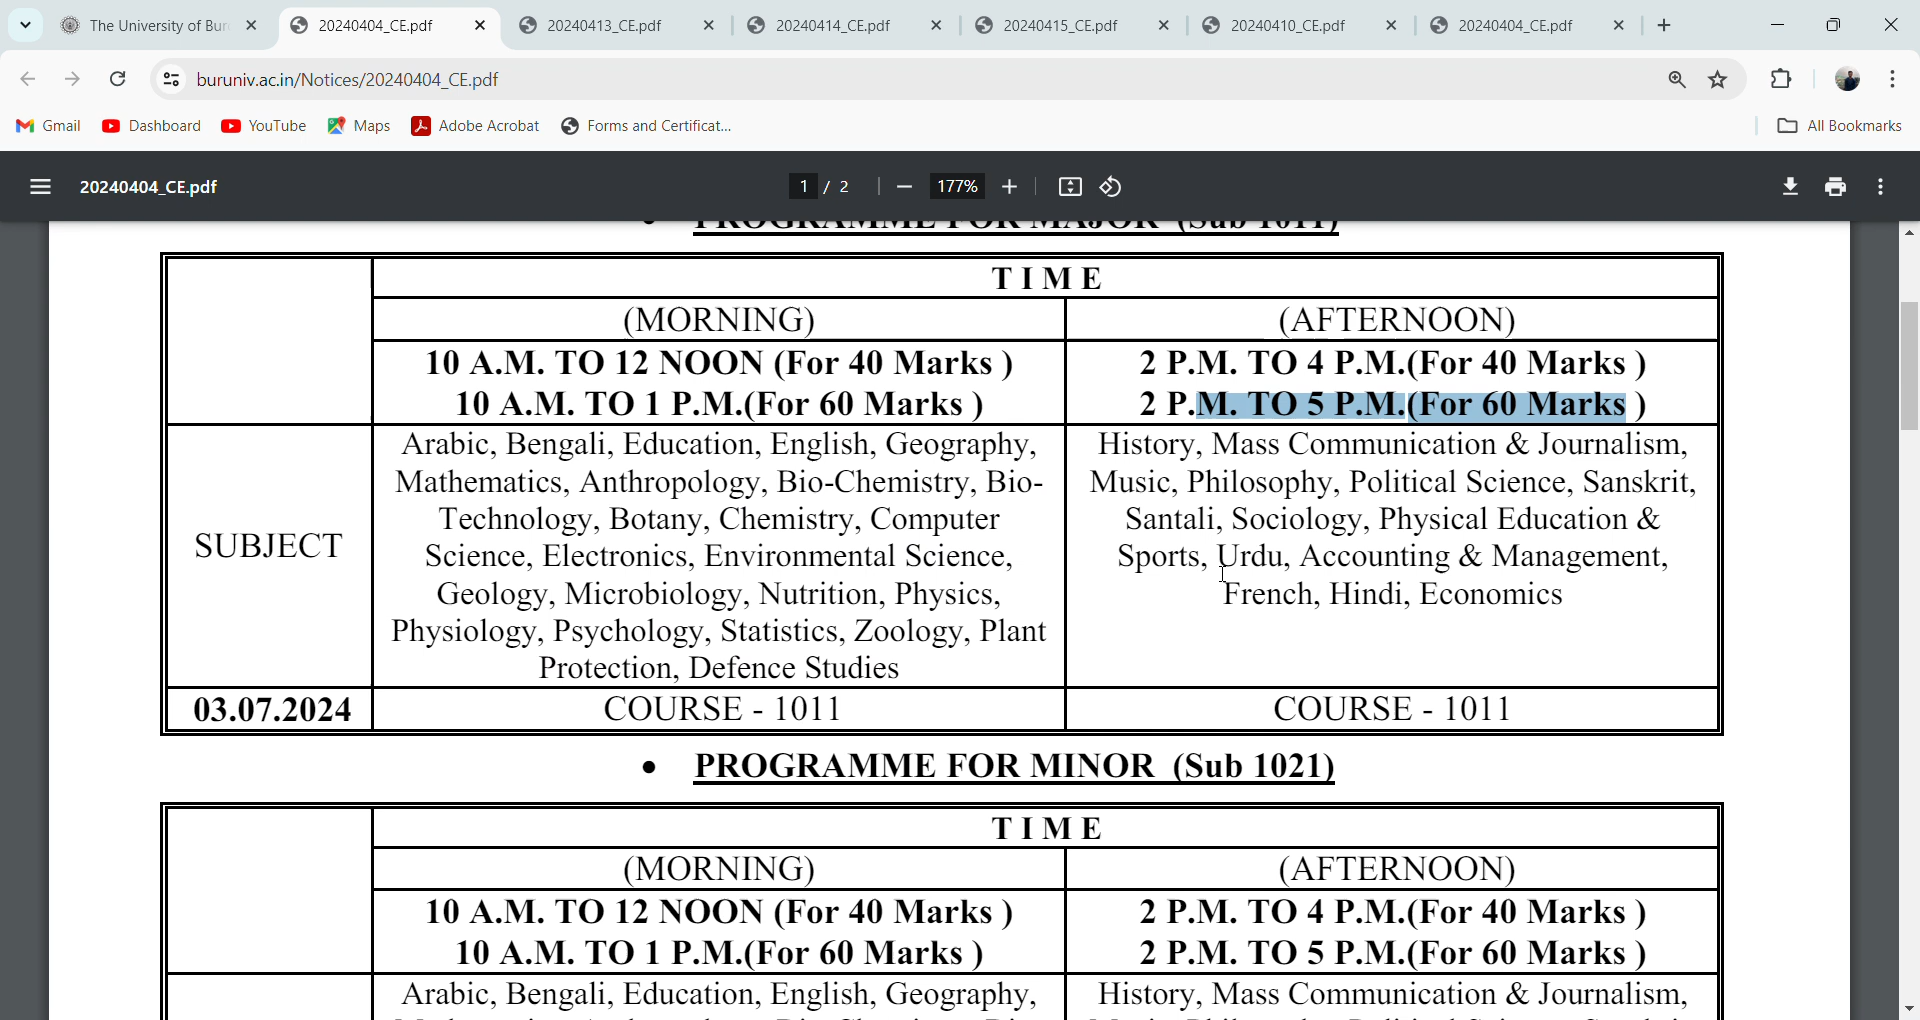 The University of Bur
20240404_CE.pdf
20240413_CE.pdf
20240414_CE.pdf
20240415_CE.pdf
20240410_CE.pdf
20240404_CE.pdf
buruniv.ac.in/Notices/20240404_CE.pdf
Gmail
Dashboard
YouTube
Maps
Adobe Acrobat
Forms and Certificat...
All Bookmarks
20240404_CE.pdf
1 / 2
177%
• PROGRAMME FOR MAJOR (Sub 1011)
T I M E
(MORNING)
(AFTERNOON)
10 A.M. TO 12 NOON (For 40 Marks )
10 A.M. TO 1 P.M.(For 60 Marks )
2 P.M. TO 4 P.M.(For 40 Marks )
2 P.M. TO 5 P.M.(For 60 Marks )
SUBJECT
Arabic, Bengali, Education, English, Geography,
Mathematics, Anthropology, Bio-Chemistry, Bio-
Technology, Botany, Chemistry, Computer
Science, Electronics, Environmental Science,
Geology, Microbiology, Nutrition, Physics,
Physiology, Psychology, Statistics, Zoology, Plant
Protection, Defence Studies
History, Mass Communication & Journalism,
Music, Philosophy, Political Science, Sanskrit,
Santali, Sociology, Physical Education &
Sports, Urdu, Accounting & Management,
French, Hindi, Economics
03.07.2024
COURSE - 1011
COURSE - 1011
• PROGRAMME FOR MINOR (Sub 1021)
T I M E
(MORNING)
(AFTERNOON)
10 A.M. TO 12 NOON (For 40 Marks )
10 A.M. TO 1 P.M.(For 60 Marks )
2 P.M. TO 4 P.M.(For 40 Marks )
2 P.M. TO 5 P.M.(For 60 Marks )
Arabic, Bengali, Education, English, Geography,
History, Mass Communication & Journalism,